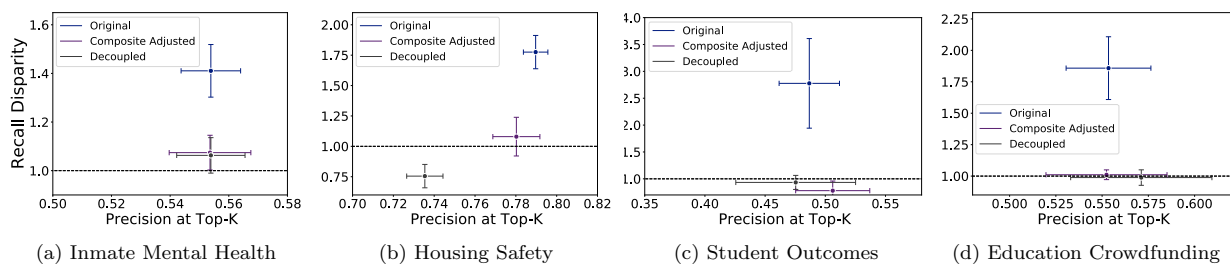 Recall Disparity
1.6
1.4
1.2
1.0
Original
Composite Adjusted
Decoupled
0.50 0.52 0.54 0.56 0.58
Precision at Top-K
(a) Inmate Mental Health
2.00
1.75
1.50
1.25
1.00
0.75
Original
Composite Adjusted
Decoupled
0.70 0.72 0.74 0.76 0.78 0.80 0.82
Precision at Top-K
(b) Housing Safety
4.0
3.5
3.0
2.5
2.0
1.5
1.0
Original
Composite Adjusted
Decoupled
0.35 0.40 0.45 0.50 0.55
Precision at Top-K
(c) Student Outcomes
2.25
2.00
1.75
1.50
1.25
1.00
Original
Composite Adjusted
Decoupled
0.500 0.525 0.550 0.575 0.600
Precision at Top-K
(d) Education Crowdfunding